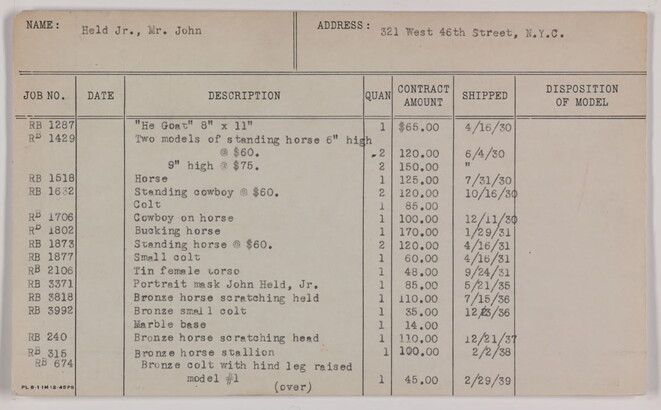 NAME: Held Jr., Mr. John ADDRESS: 321 West 46th Street, N.Y.C.
JOB NO. DATE DESCRIPTION QUAN CONTRACT AMOUNT SHIPPED DISPOSITION OF MODEL
RB 1287 "He Goat" 8" x 11" 1 $65.00 4/16/30
RB 1429 Two models of standing horse 6" high
@ $60. 2 120.00 6/4/30
9" high @ $75. 2 150.00 "
RB 1518 Horse 1 125.00 7/31/30
RB 1632 Standing cowboy @ $60. 2 120.00 10/16/30
Colt 1 85.00
RB 1706 Cowboy on horse 1 100.00 12/11/30
RB 1802 Bucking horse 1 170.00 1/29/31
RB 1873 Standing horse @ $60. 2 120.00 4/16/31
RB 1877 Small colt 1 60.00 4/16/31
RB 2106 Tin female torso 1 48.00 9/24/31
RB 3371 Portrait mask John Held, Jr. 1 85.00 5/21/35
RB 3818 Bronze horse scratching held 1 110.00 7/15/36
RB 3992 Bronze small colt 1 35.00 12/3/36
Marble base 1 14.00
RB 240 Bronze horse scratching head 1 110.00 12/21/37
RB 315 Bronze horse stallion 1 100.00 2/2/38
RB 674 Bronze colt with hind leg raised
model #1 1 45.00 2/29/39
(over)